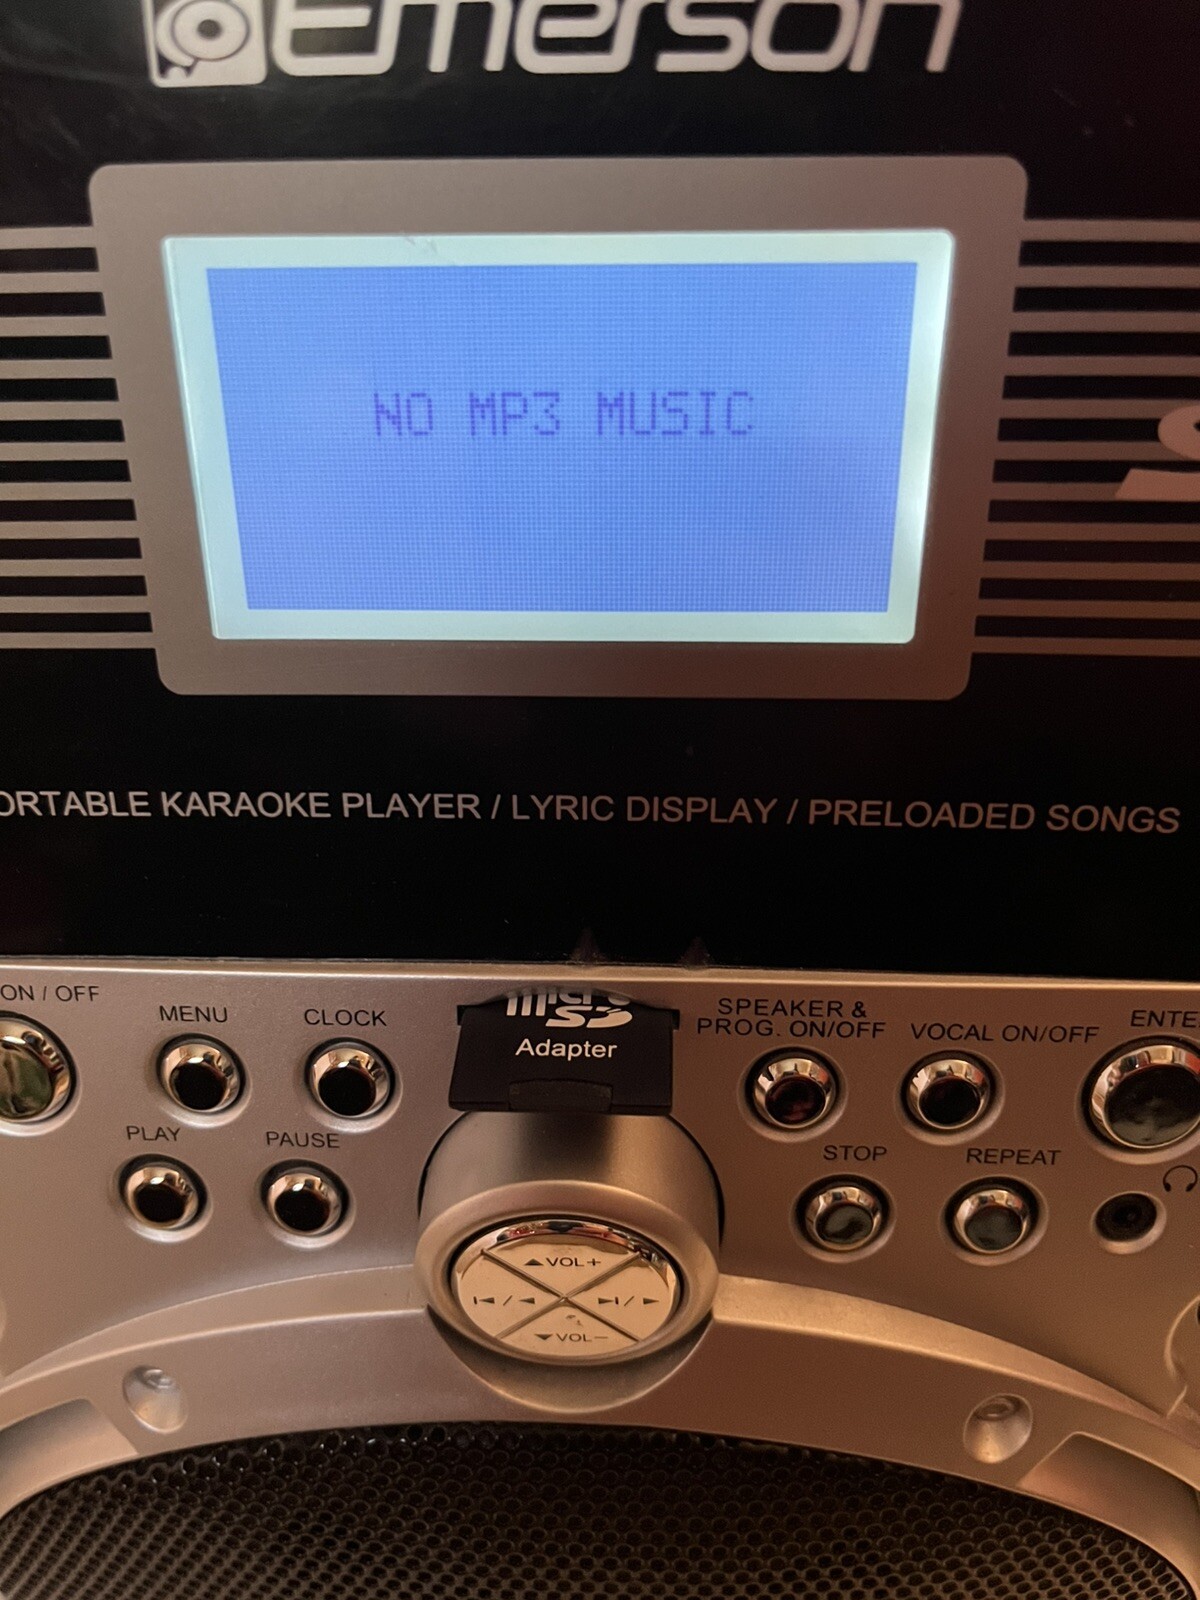 Emerson
NO MP3 MUSIC
ORTABLE KARAOKE PLAYER / LYRIC DISPLAY / PRELOADED SONGS
ON / OFF
MENU
CLOCK
micro
SD
Adapter
SPEAKER &
PROG. ON/OFF
VOCAL ON/OFF
ENTE
PLAY
PAUSE
STOP
REPEAT
VOL+
VOL−